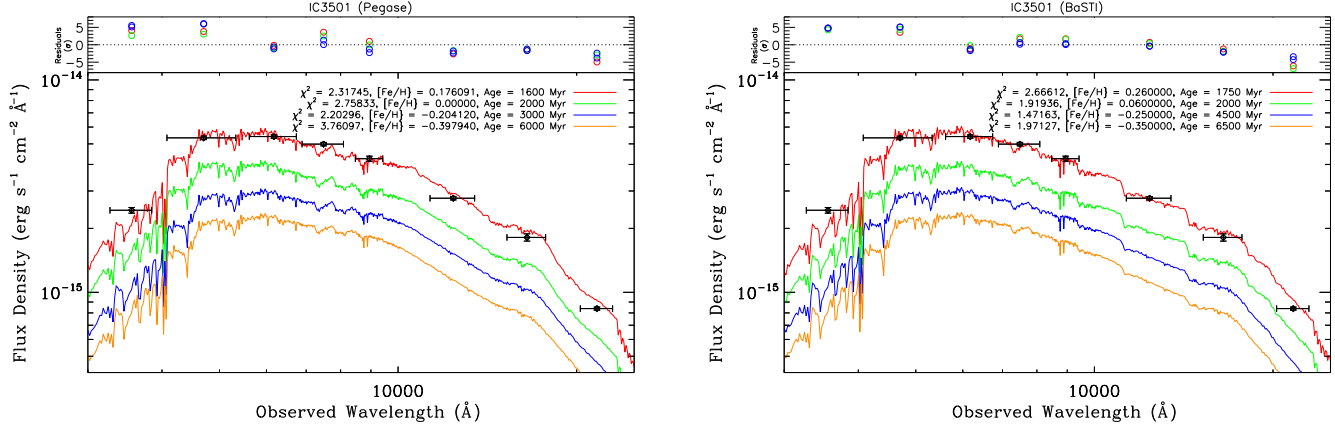 IC3501 (Pegase)
Residuals
(σ)
5
0
−5
10⁻¹⁴
10⁻¹⁵
Flux Density (erg s⁻¹ cm⁻² Å⁻¹)
χ² = 2.31745, [Fe/H] = 0.176091, Age = 1600 Myr
χ² = 2.75833, [Fe/H] = 0.00000, Age = 2000 Myr
χ² = 2.20296, [Fe/H] = −0.204120, Age = 3000 Myr
χ² = 3.76097, [Fe/H] = −0.397940, Age = 6000 Myr
10000
Observed Wavelength (Å)
IC3501 (BaSTI)
Residuals
(σ)
5
0
−5
10⁻¹⁴
10⁻¹⁵
Flux Density (erg s⁻¹ cm⁻² Å⁻¹)
χ² = 2.66612, [Fe/H] = 0.260000, Age = 1750 Myr
χ² = 1.91936, [Fe/H] = 0.0600000, Age = 2000 Myr
χ² = 1.47163, [Fe/H] = −0.250000, Age = 4500 Myr
χ² = 1.97127, [Fe/H] = −0.350000, Age = 6500 Myr
10000
Observed Wavelength (Å)